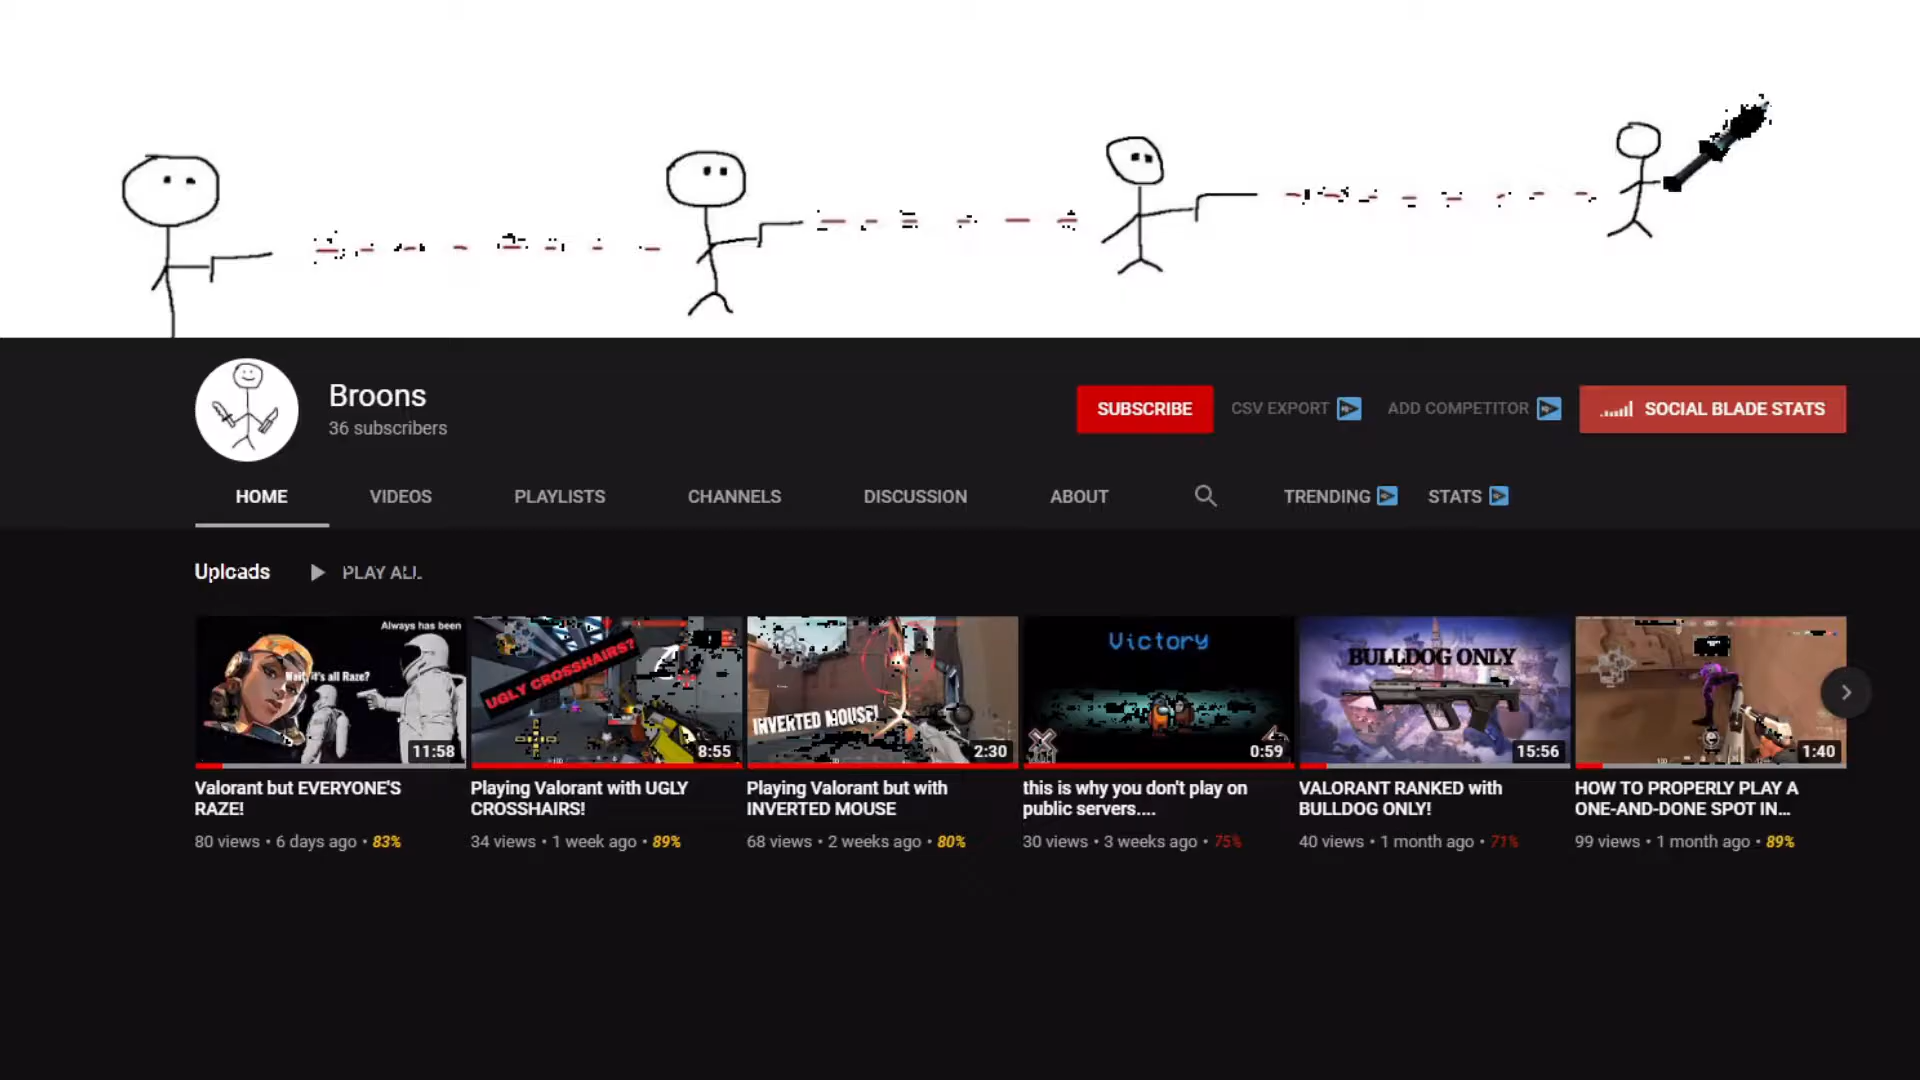 Broons
36 subscribers
SUBSCRIBE
CSV EXPORT
ADD COMPETITOR
SOCIAL BLADE STATS
HOME
VIDEOS
PLAYLISTS
CHANNELS
DISCUSSION
ABOUT
TRENDING
STATS
Uploads
PLAY ALL
Always has been
Wait, it's all Raze?
11:58
UGLY CROSSHAIRS?
8:55
INVERTED MOUSE!
2:30
Victory
0:59
BULLDOG ONLY
15:56
1:40
Valorant but EVERYONE'S
RAZE!
80 views • 6 days ago • 83%
Playing Valorant with UGLY
CROSSHAIRS!
34 views • 1 week ago • 89%
Playing Valorant but with
INVERTED MOUSE
68 views • 2 weeks ago • 80%
this is why you don't play on
public servers....
30 views • 3 weeks ago • 75%
VALORANT RANKED with
BULLDOG ONLY!
40 views • 1 month ago • 71%
HOW TO PROPERLY PLAY A
ONE-AND-DONE SPOT IN...
99 views • 1 month ago • 89%